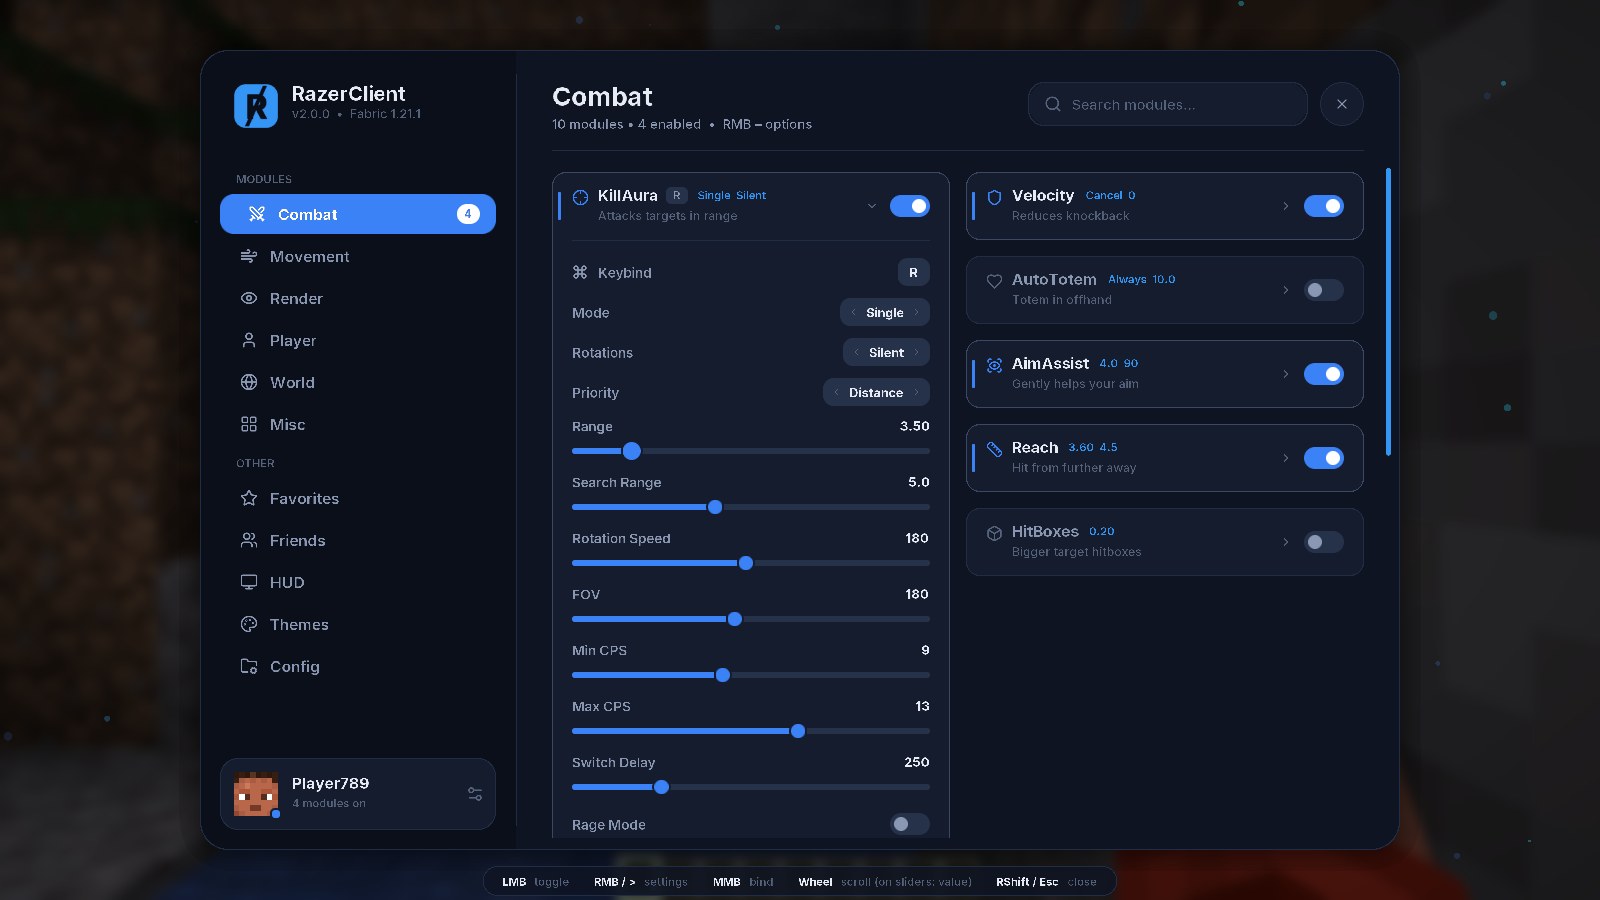 RazerClient
v2.0.0 • Fabric 1.21.1
MODULES
Combat 4
Movement
Render
Player
World
Misc
OTHER
Favorites
Friends
HUD
Themes
Config
Player789
4 modules on
Combat
10 modules • 4 enabled • RMB – options
Search modules...
KillAura R Single Silent
Attacks targets in range
Keybind R
Mode ‹ Single ›
Rotations ‹ Silent ›
Priority ‹ Distance ›
Range 3.50
Search Range 5.0
Rotation Speed 180
FOV 180
Min CPS 9
Max CPS 13
Switch Delay 250
Rage Mode
Velocity Cancel 0
Reduces knockback
AutoTotem Always 10.0
Totem in offhand
AimAssist 4.0 90
Gently helps your aim
Reach 3.60 4.5
Hit from further away
HitBoxes 0.20
Bigger target hitboxes
LMB toggle RMB / > settings MMB bind Wheel scroll (on sliders: value) RShift / Esc close